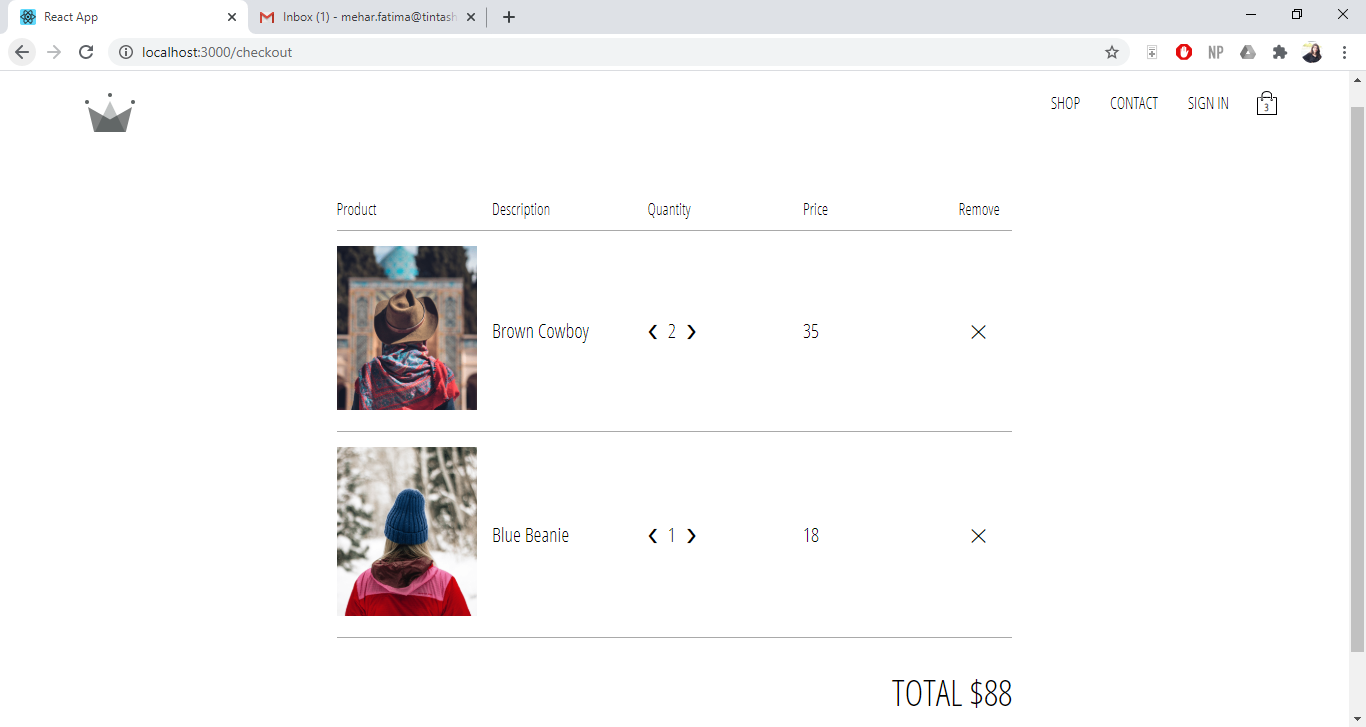 React App
Inbox (1) - mehar.fatima@tintash
localhost:3000/checkout
NP
SHOP CONTACT SIGN IN 3
Product Description Quantity Price Remove
Brown Cowboy ❮ 2 ❯ 35
Blue Beanie ❮ 1 ❯ 18
TOTAL $88